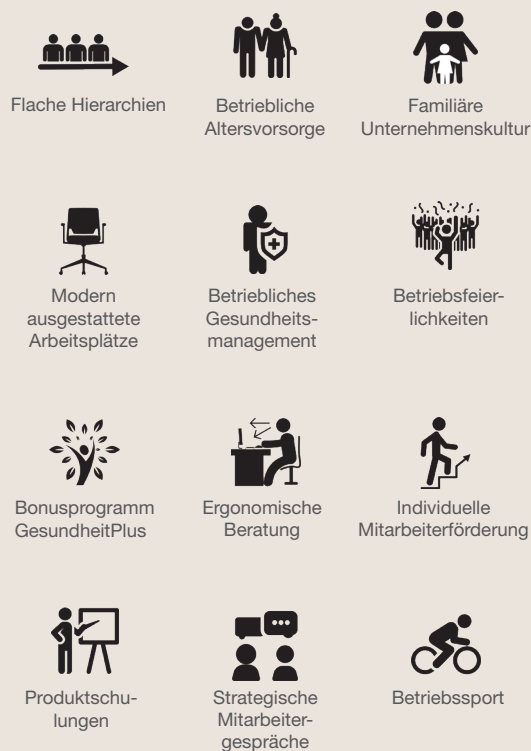 Flache Hierarchien
Betriebliche
Altersvorsorge
Familiäre
Unternehmenskultur
Modern
ausgestattete
Arbeitsplätze
Betriebliches
Gesundheits-
management
Betriebsfeier-
lichkeiten
Bonusprogramm
GesundheitPlus
Ergonomische
Beratung
Individuelle
Mitarbeiterförderung
Produktschu-
lungen
Strategische
Mitarbeiter-
gespräche
Betriebssport